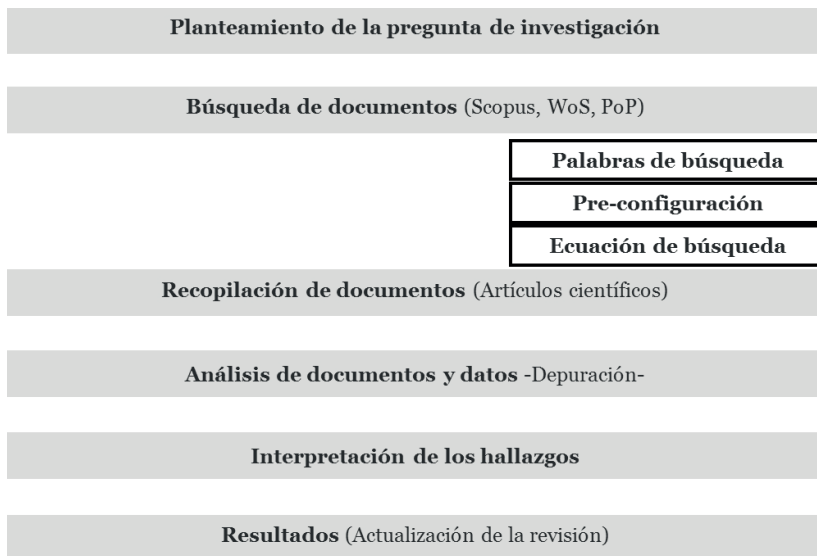 Planteamiento de la pregunta de investigación
Búsqueda de documentos (Scopus, WoS, PoP)
Palabras de búsqueda
Pre-configuración
Ecuación de búsqueda
Recopilación de documentos (Artículos científicos)
Análisis de documentos y datos -Depuración-
Interpretación de los hallazgos
Resultados (Actualización de la revisión)